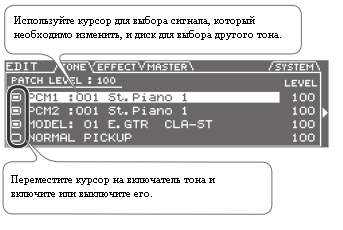 Используйте курсор для выбора сигнала, который
необходимо изменить, и диск для выбора другого тона.
EDIT TONE EFFECT MASTER SYSTEM
PATCH LEVEL : 100 LEVEL
PCM1 :001 St.Piano 1 100
PCM2 :001 St.Piano 1 100
MODEL: 01 E.GTR CLA-ST 100
NORMAL PICKUP 100
Переместите курсор на включатель тона и
включите или выключите его.